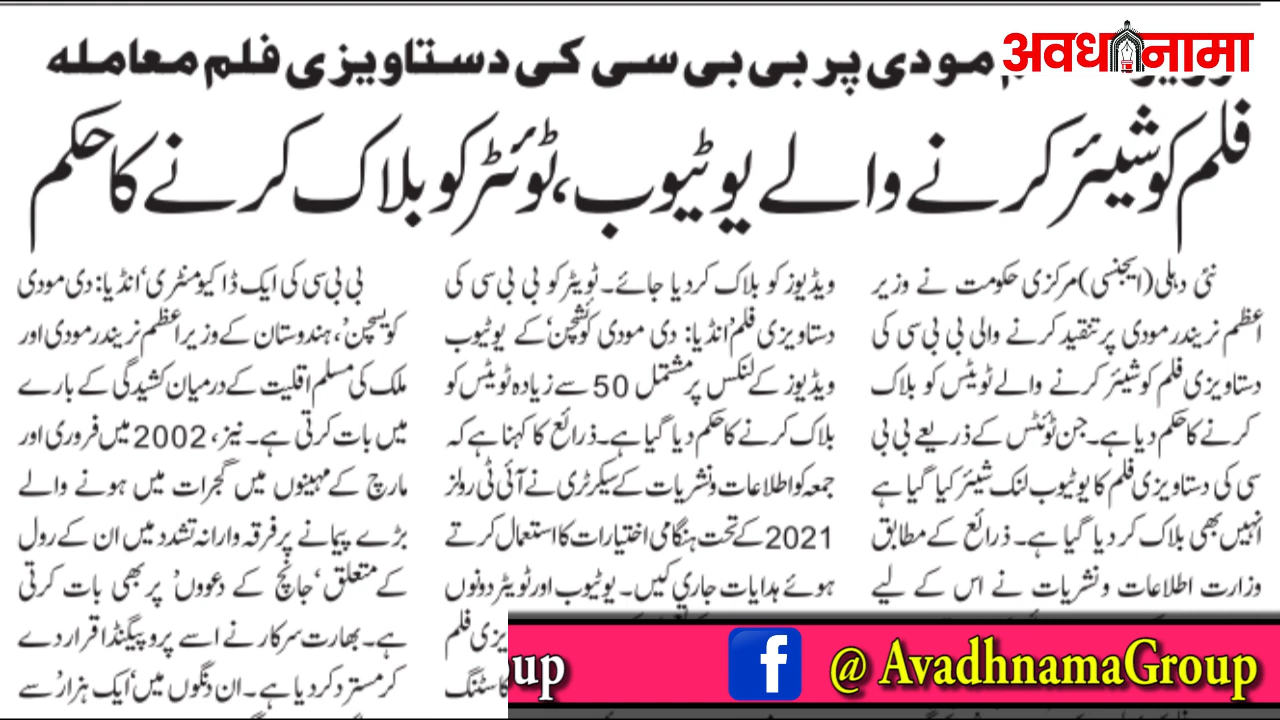 अवधनामा
مودی پر بی بی سی کی دستاویزی فلم معاملہ
فلم کو شیئر کرنے والے یوٹیوب، ٹوئٹر کو بلاک کرنے کا حکم
نئی دہلی (ایجنسی) مرکزی حکومت نے وزیر
اعظم نریندر مودی پر تنقید کرنے والی بی بی سی کی
دستاویزی فلم کو شیئر کرنے والے ٹویٹس کو بلاک
کرنے کا حکم دیا ہے۔ جن ٹوئٹس کے ذریعے بی بی
سی کی دستاویزی فلم کا یوٹیوب لنک شیئر کیا گیا ہے
انہیں بھی بلاک کر دیا گیا ہے۔ ذرائع کے مطابق
وزارت اطلاعات و نشریات نے اس کے لیے
ویڈیوز کو بلاک کر دیا جائے۔ ٹویٹر کو بی بی سی کی
دستاویزی فلم 'انڈیا: دی مودی کوئشچن' کے یوٹیوب
ویڈیوز کے لنکس پر مشتمل 50 سے زیادہ ٹویٹس کو
بلاک کرنے کا حکم دیا گیا ہے۔ ذرائع کا کہنا ہے کہ
جمعہ کو اطلاعات و نشریات کے سیکرٹری نے آئی ٹی رولز
2021 کے تحت ہنگامی اختیارات کا استعمال کرتے
ہوئے ہدایات جاری کیں۔ یوٹیوب اور ٹویٹر دونوں
یزی فلم
کاسٹنگ
بی بی سی کی ایک ڈاکیومنٹری 'انڈیا: دی مودی
کویسچن'، ہندوستان کے وزیر اعظم نریندر مودی اور
ملک کی مسلم اقلیت کے درمیان کشیدگی کے بارے
میں بات کرتی ہے۔ نیز، 2002 میں فروری اور
مارچ کے مہینوں میں گجرات میں ہونے والے
بڑے پیمانے پر فرقہ وارانہ تشدد میں ان کے رول
کے متعلق 'جانچ کے دعووں' پر بھی بات کرتی
ہے۔ بھارت سرکار نے اسے پروپیگنڈا قرار دے
کر مسترد کر دیا ہے۔ ان دنگوں میں 'ایک ہزار' سے
oup
f @ AvadhnamaGroup